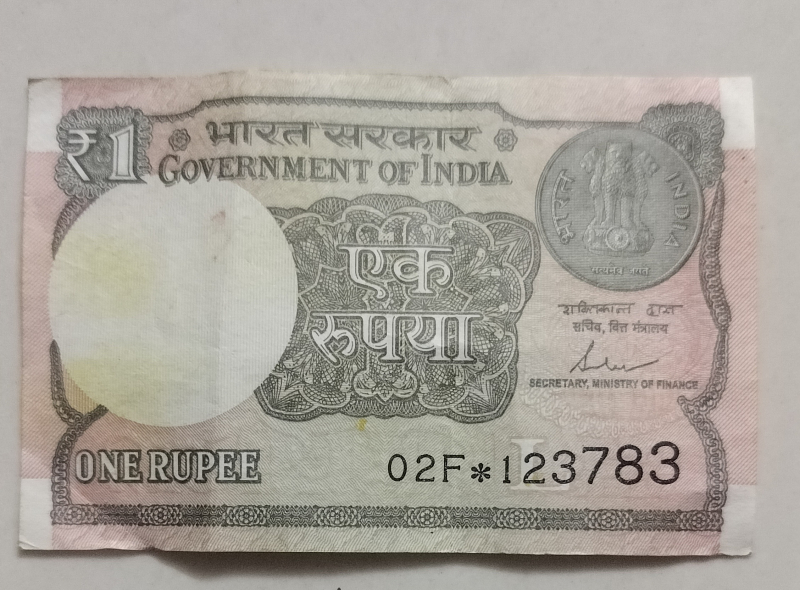 ₹1 भारत सरकार
GOVERNMENT OF INDIA
भारत INDIA
सत्यमेव जयते
एक
रुपया
शक्तिकान्त दास
सचिव, वित्त मंत्रालय
SECRETARY, MINISTRY OF FINANCE
L
ONE RUPEE
02F*123783